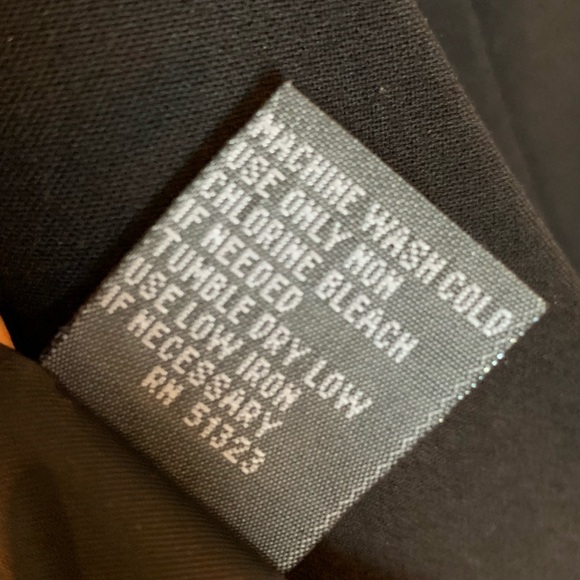 MACHINE WASH COLD
USE ONLY NON
CHLORINE BLEACH
IF NEEDED
TUMBLE DRY LOW
USE LOW IRON
IF NECESSARY
RN 51323